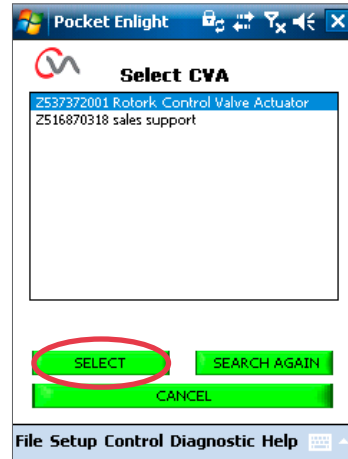 Pocket Enlight
Select CVA
Z537372001 Rotork Control Valve Actuator
Z516870318 sales support
SELECT
SEARCH AGAIN
CANCEL
File Setup Control Diagnostic Help